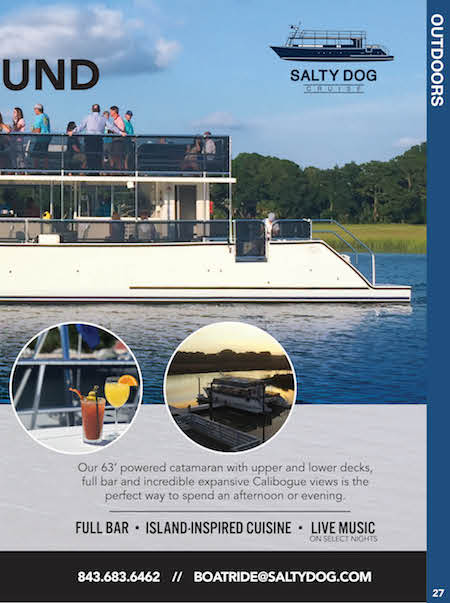 OUTDOORS
UND
SALTY DOG
CRUISE
Our 63' powered catamaran with upper and lower decks,
full bar and incredible expansive Calibogue views is the
perfect way to spend an afternoon or evening.
FULL BAR • ISLAND-INSPIRED CUISINE • LIVE MUSIC
ON SELECT NIGHTS
843.683.6462 // BOATRIDE@SALTYDOG.COM
27